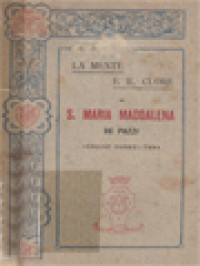 LA MENTE
E IL CUORE
DI
S. MARIA MADDALENA
DE PAZZI